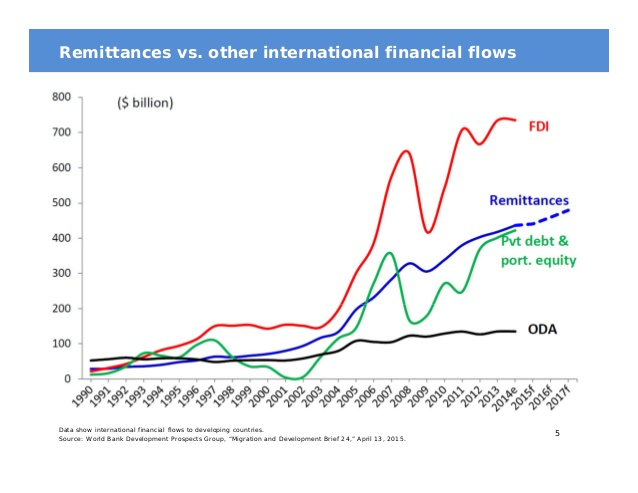 Remittances vs. other international financial flows
($ billion)
800
700
600
500
400
300
200
100
0
FDI
Remittances
Pvt debt &
port. equity
ODA
1990
1991
1992
1993
1994
1995
1996
1997
1998
1999
2000
2001
2002
2003
2004
2005
2006
2007
2008
2009
2010
2011
2012
2013
2014e
2015f
2016f
2017f
Data show international financial flows to developing countries.
Source: World Bank Development Prospects Group, “Migration and Development Brief 24,” April 13, 2015.
5